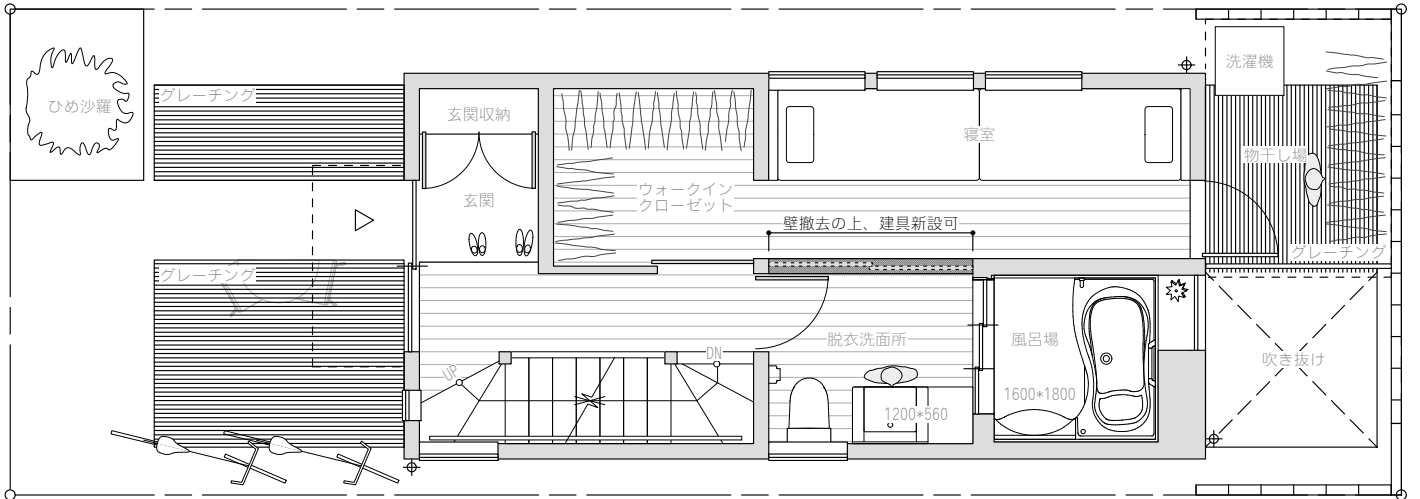 ひめ沙羅
グレーチング
玄関収納
玄関
ウォークイン
クローゼット
寝室
洗濯機
物干し場
グレーチング
壁撤去の上、建具新設可
グレーチング
UP
DN
脱衣洗面所
1200*560
風呂場
1600*1800
吹き抜け